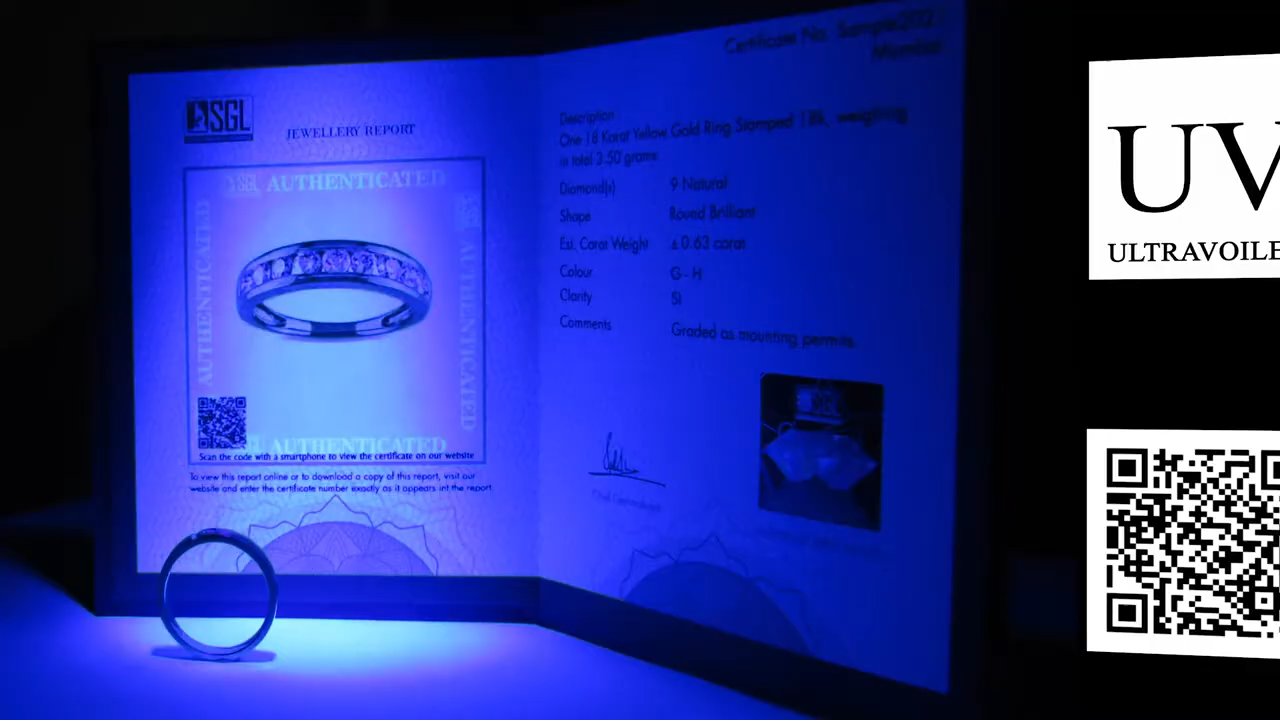 SGL
JEWELLERY REPORT
SGL AUTHENTICATED
AUTHENTICATED
AUTHENTICATED
AUTHENTICATED
Scan the code with a smartphone to view the certificate on our website
To view this report online or to download a copy of this report, visit our
website and enter the certificate number exactly as it appears int the report
Certificate No. Sample2012
Member
Description
One 18 Karat Yellow Gold Ring Stamped 18k, weighing
in total 3.50 grams
Diamond(s) 9 Natural
Shape Round Brilliant
Est. Carat Weight ± 0.63 carat
Colour G - H
Clarity SI
Comments Graded as mounting permits
SGL
UV
ULTRAVOILE